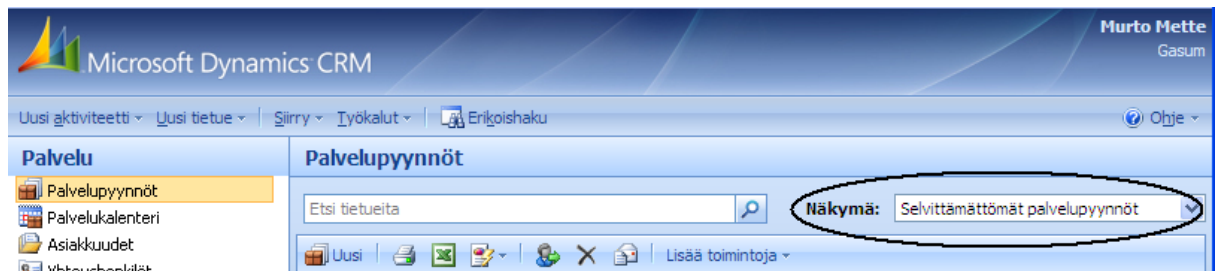 Murto Mette
Gasum
Microsoft Dynamics CRM
Uusi aktiviteetti Uusi tietue Siirry Työkalut Erikoishaku Ohje
Palvelu
Palvelupyynnöt
Palvelukalenteri
Asiakkuudet
Yhteyshenkilöt
Palvelupyynnöt
Etsi tietueita
Näkymä: Selvittämättömät palvelupyynnöt
Uusi Lisää toimintoja